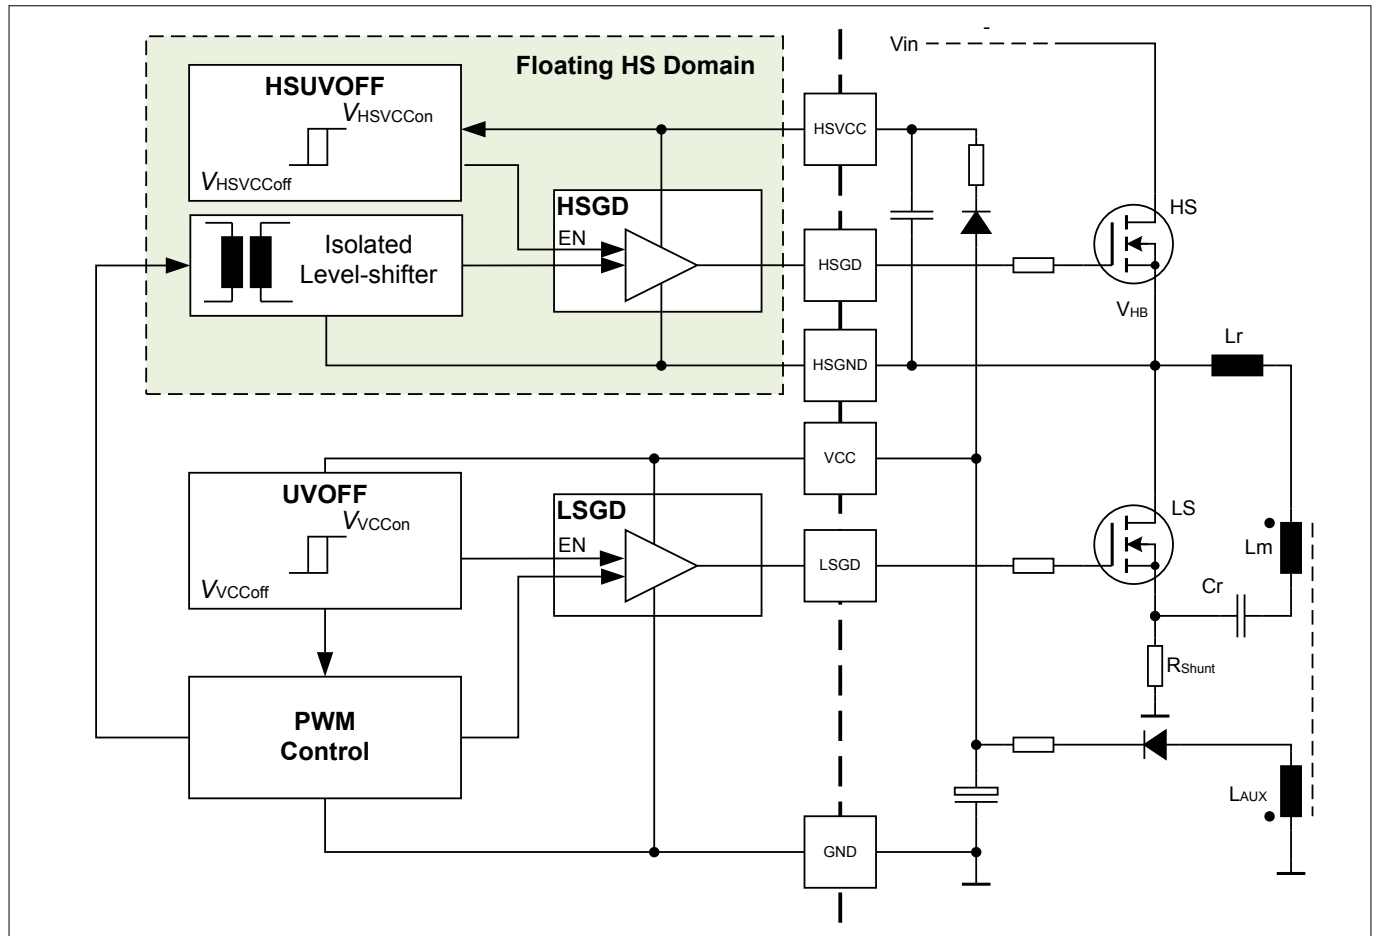 Floating HS Domain
HSUVOFF
VHSVCCon
VHSVCCoff
Isolated
Level-shifter
HSGD
EN
UVOFF
VVCCon
VVCCoff
LSGD
EN
PWM
Control
HSVCC
HSGD
HSGND
VCC
LSGD
GND
Vin
-
HS
VHB
Lr
LS
Lm
Cr
RShunt
LAUX